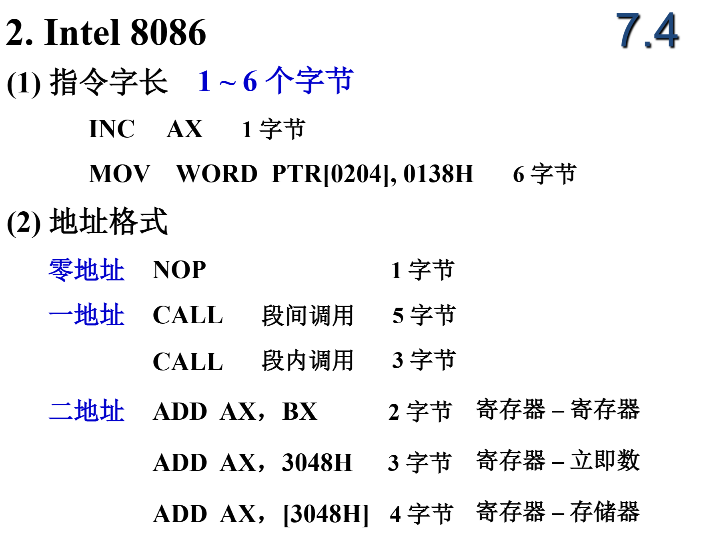 2. Intel 8086 7.4
(1) 指令字长 1 ~ 6 个字节
INC AX 1 字节
MOV WORD PTR[0204], 0138H 6 字节
(2) 地址格式
零地址 NOP 1 字节
一地址 CALL 段间调用 5 字节
CALL 段内调用 3 字节
二地址 ADD AX，BX 2 字节 寄存器 – 寄存器
ADD AX，3048H 3 字节 寄存器 – 立即数
ADD AX，[3048H] 4 字节 寄存器 – 存储器